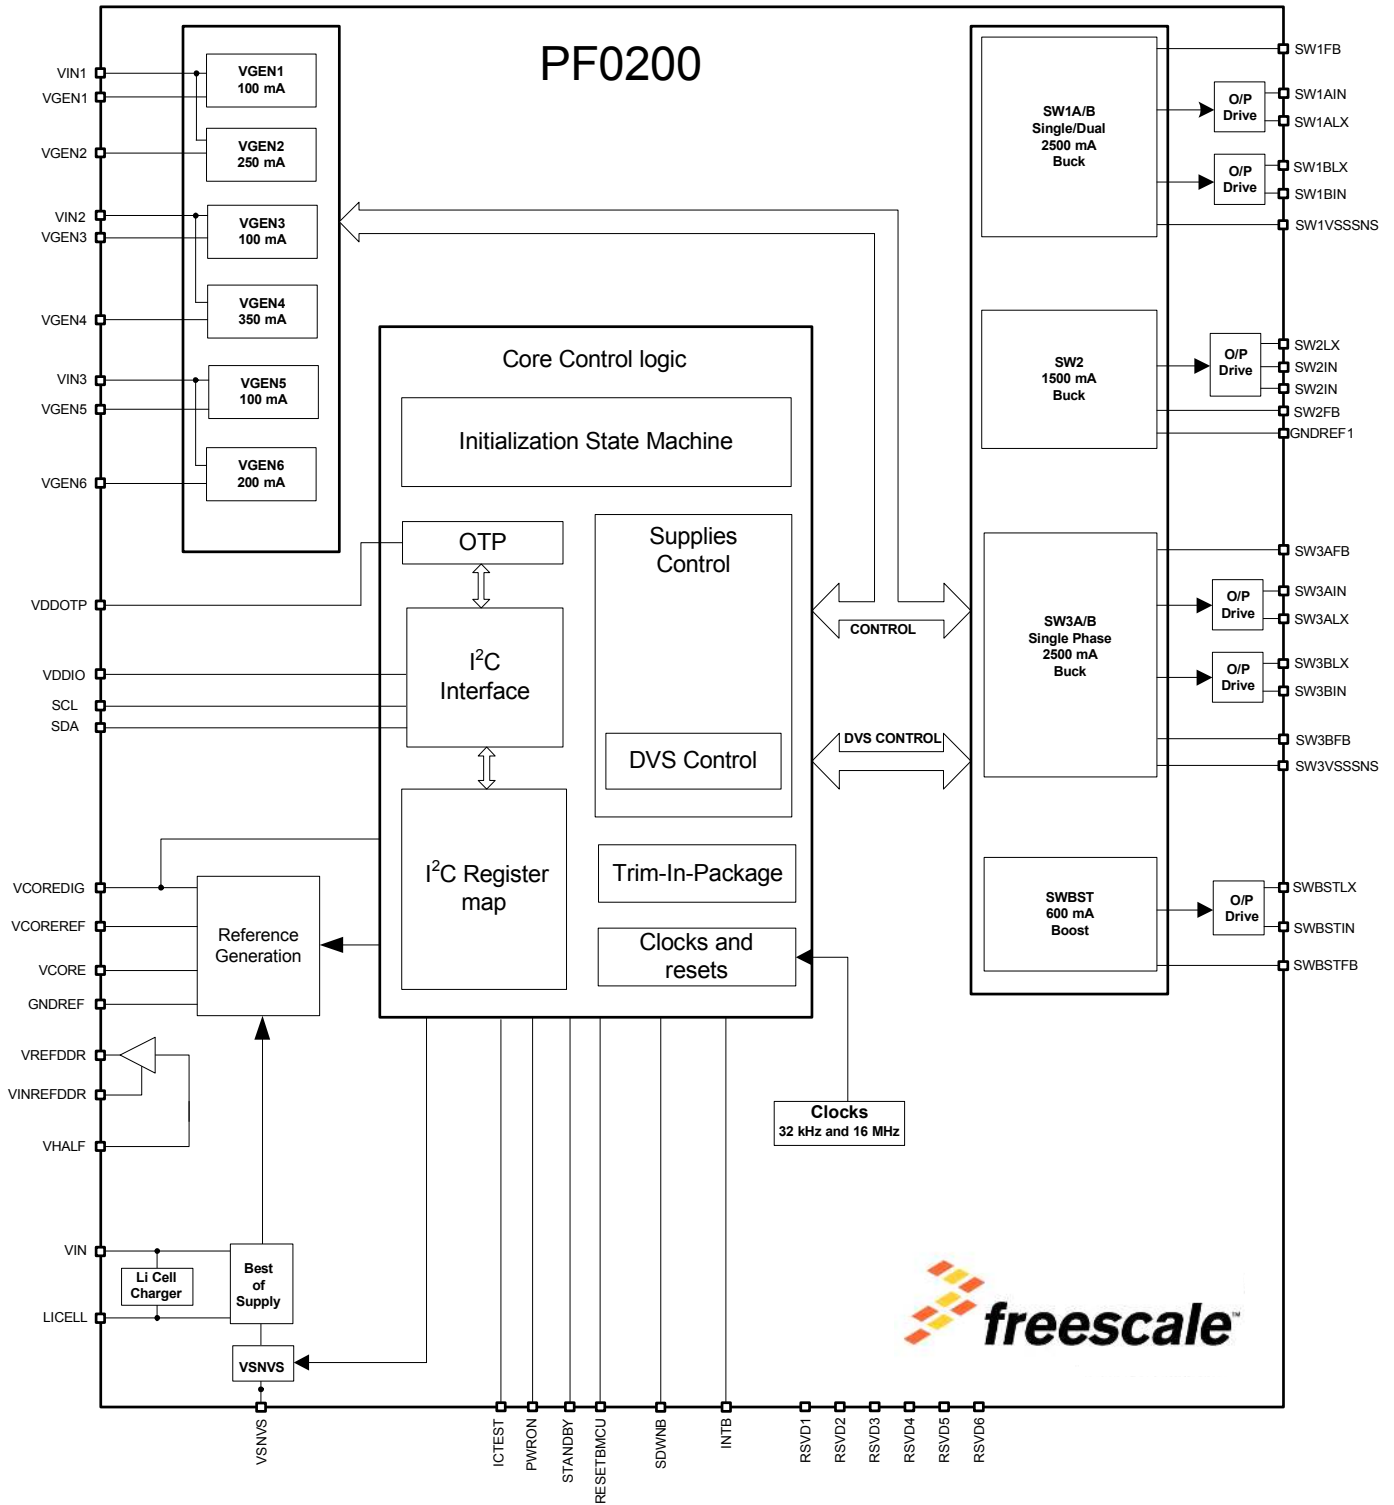 PF0200
VIN1
VGEN1
VGEN2
VIN2
VGEN3
VGEN4
VIN3
VGEN5
VGEN6
VDDOTP
VDDIO
SCL
SDA
VCOREDIG
VCOREREF
VCORE
GNDREF
VREFDDR
VINREFDDR
VHALF
VIN
LICELL
VGEN1
100 mA
VGEN2
250 mA
VGEN3
100 mA
VGEN4
350 mA
VGEN5
100 mA
VGEN6
200 mA
Core Control logic
Initialization State Machine
OTP
I2C
Interface
I2C Register
map
Supplies
Control
DVS Control
Trim-In-Package
Clocks and
resets
CONTROL
DVS CONTROL
Reference
Generation
Clocks
32 kHz and 16 MHz
Li Cell
Charger
Best
of
Supply
VSNVS
SW1A/B
Single/Dual
2500 mA
Buck
O/P
Drive
O/P
Drive
SW2
1500 mA
Buck
O/P
Drive
SW3A/B
Single Phase
2500 mA
Buck
O/P
Drive
O/P
Drive
SWBST
600 mA
Boost
O/P
Drive
SW1FB
SW1AIN
SW1ALX
SW1BLX
SW1BIN
SW1VSSSNS
SW2LX
SW2IN
SW2IN
SW2FB
GNDREF1
SW3AFB
SW3AIN
SW3ALX
SW3BLX
SW3BIN
SW3BFB
SW3VSSSNS
SWBSTLX
SWBSTIN
SWBSTFB
freescale™
VSNVS
ICTEST
PWRON
STANDBY
RESETBMCU
SDWNB
INTB
RSVD1
RSVD2
RSVD3
RSVD4
RSVD5
RSVD6